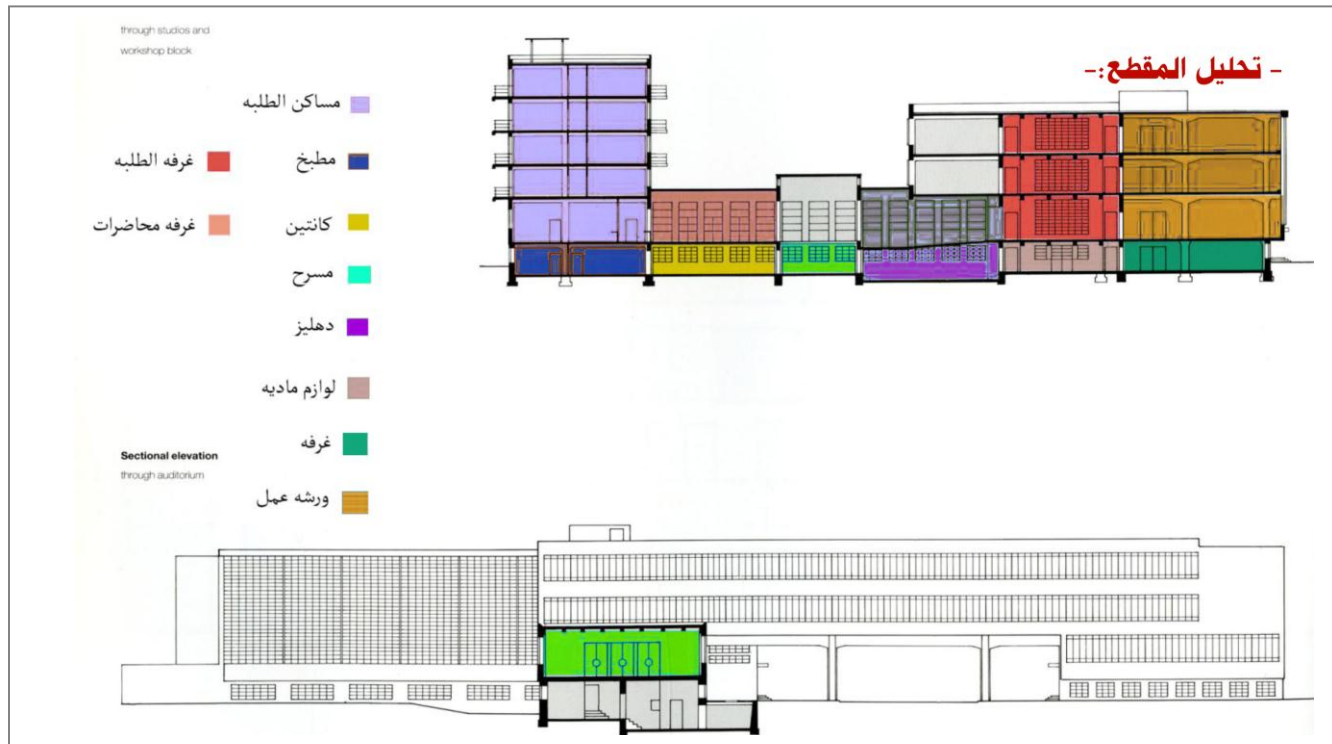 through studios and
workshop block
- تحليل المقطع:-
مساكن الطلبه
مطبخ
غرفه الطلبه
كانتين
غرفه محاضرات
مسرح
دهليز
لوازم ماديه
غرفه
Sectional elevation
through auditorium
ورشه عمل